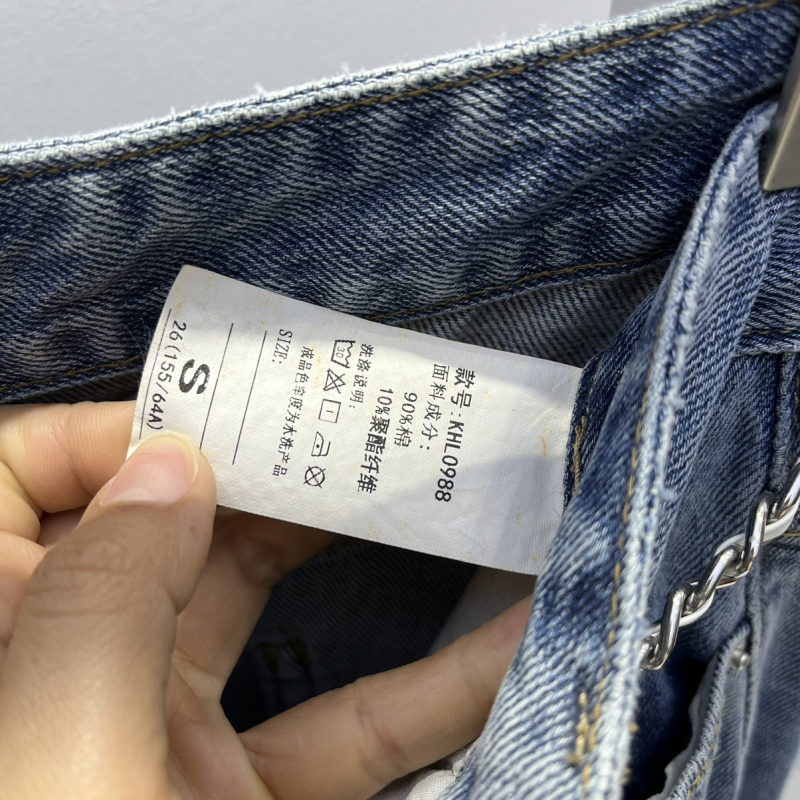 款号:KHL0988
面料成分:
90%棉
10%聚酯纤维
洗涤说明:
30
成品色牢度为水洗产品
SIZE:
S
26(155/64A)